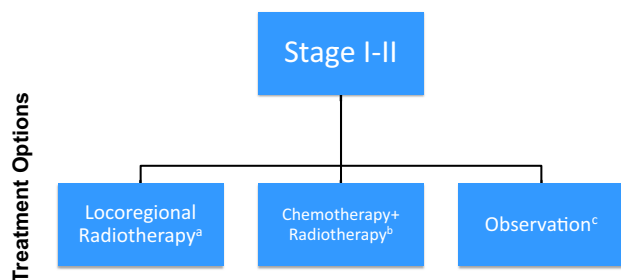 Treatment Options
Stage I-II
Locoregional
Radiotherapyᵃ
Chemotherapy+
Radiotherapyᵇ
Observationᶜ